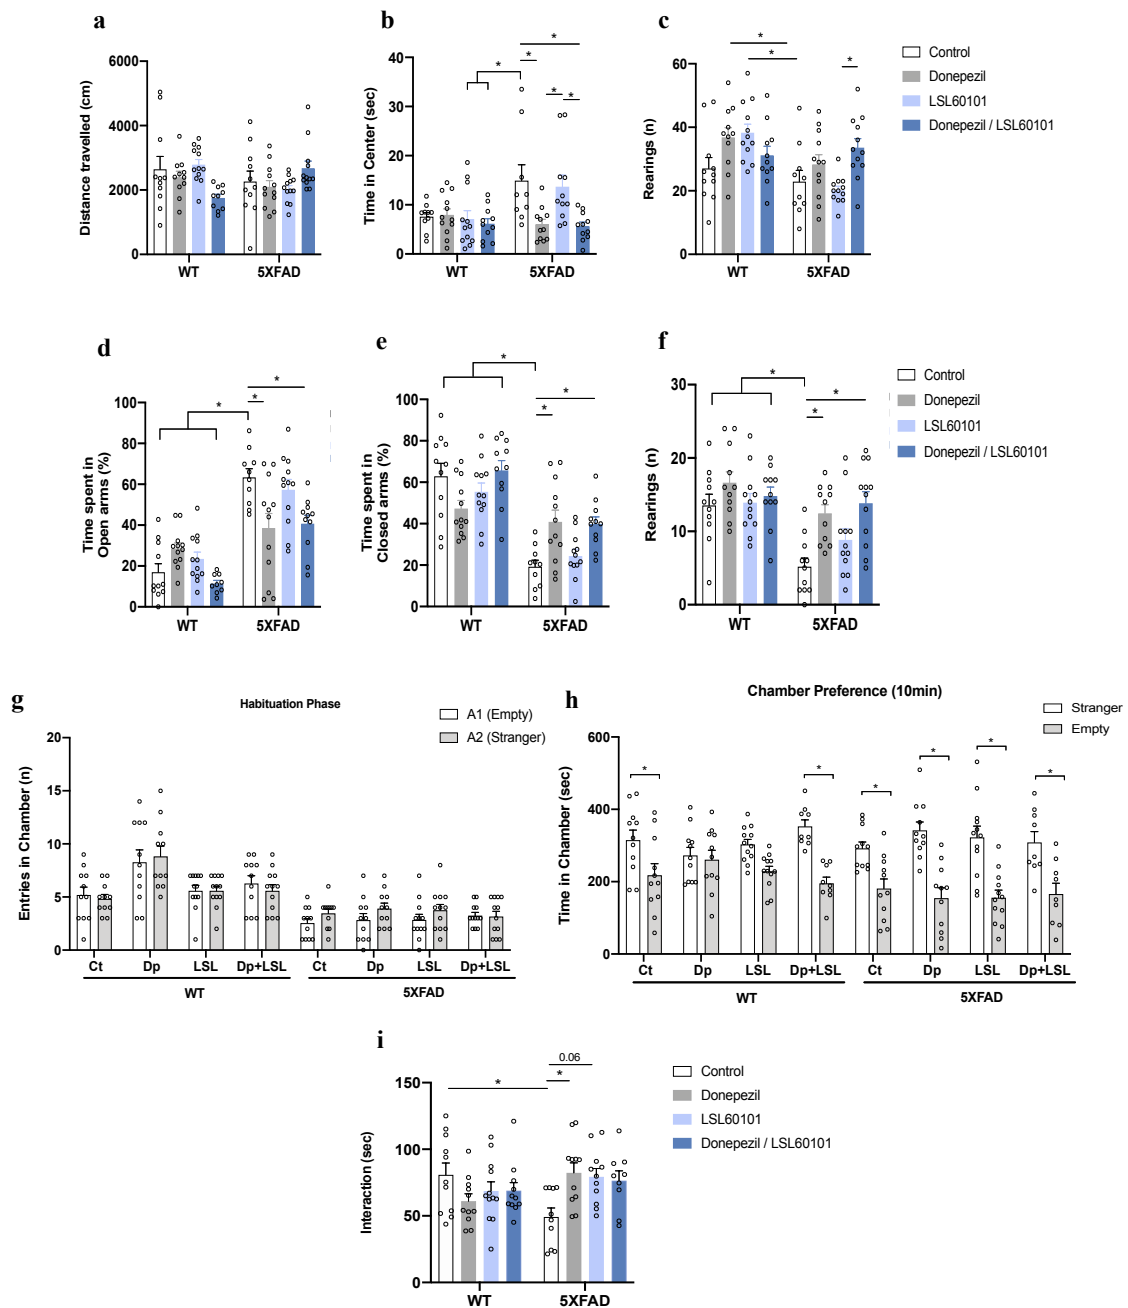 a
Distance travelled (cm)
6000
4000
2000
0
WT
5XFAD
b
Time in Center (sec)
40
30
20
10
0
*
*
*
*
*
WT
5XFAD
c
Rearings (n)
60
40
20
0
*
*
*
WT
5XFAD
Control
Donepezil
LSL60101
Donepezil / LSL60101
d
Time spent in
Open arms (%)
100
80
60
40
20
0
*
*
*
WT
5XFAD
e
Time spent in
Closed arms (%)
100
80
60
40
20
0
*
*
*
WT
5XFAD
f
Rearings (n)
30
20
10
0
*
*
*
WT
5XFAD
Control
Donepezil
LSL60101
Donepezil / LSL60101
g
Habituation Phase
A1 (Empty)
A2 (Stranger)
Entries in Chamber (n)
20
15
10
5
0
Ct
Dp
LSL
Dp+LSL
Ct
Dp
LSL
Dp+LSL
WT
5XFAD
h
Chamber Preference (10min)
Stranger
Empty
Time in Chamber (sec)
600
400
200
0
*
*
*
*
*
*
Ct
Dp
LSL
Dp+LSL
Ct
Dp
LSL
Dp+LSL
WT
5XFAD
i
Interaction (sec)
150
100
50
0
*
*
0.06
WT
5XFAD
Control
Donepezil
LSL60101
Donepezil / LSL60101